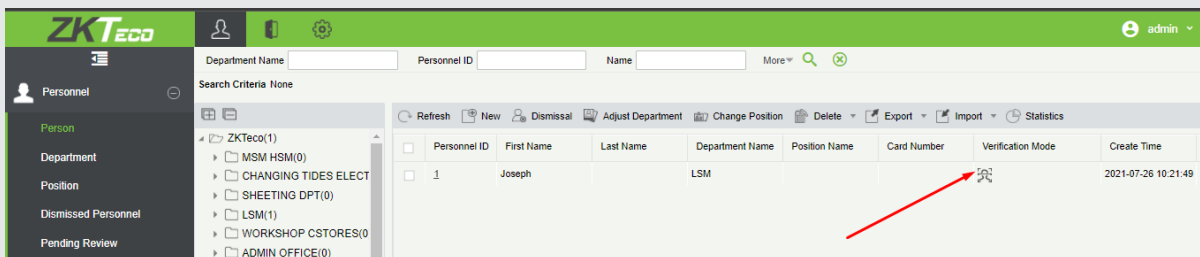 ZKTeco
admin
Department Name
Personnel ID
Name
More
Search Criteria None
Personnel
Person
Department
Position
Dismissed Personnel
Pending Review
ZKTeco(1)
MSM HSM(0)
CHANGING TIDES ELECT
SHEETING DPT(0)
LSM(1)
WORKSHOP CSTORES(0
ADMIN OFFICE(0)
Refresh New Dismissal Adjust Department Change Position Delete Export Import Statistics
Personnel ID First Name Last Name Department Name Position Name Card Number Verification Mode Create Time
1 Joseph LSM 2021-07-26 10:21:49